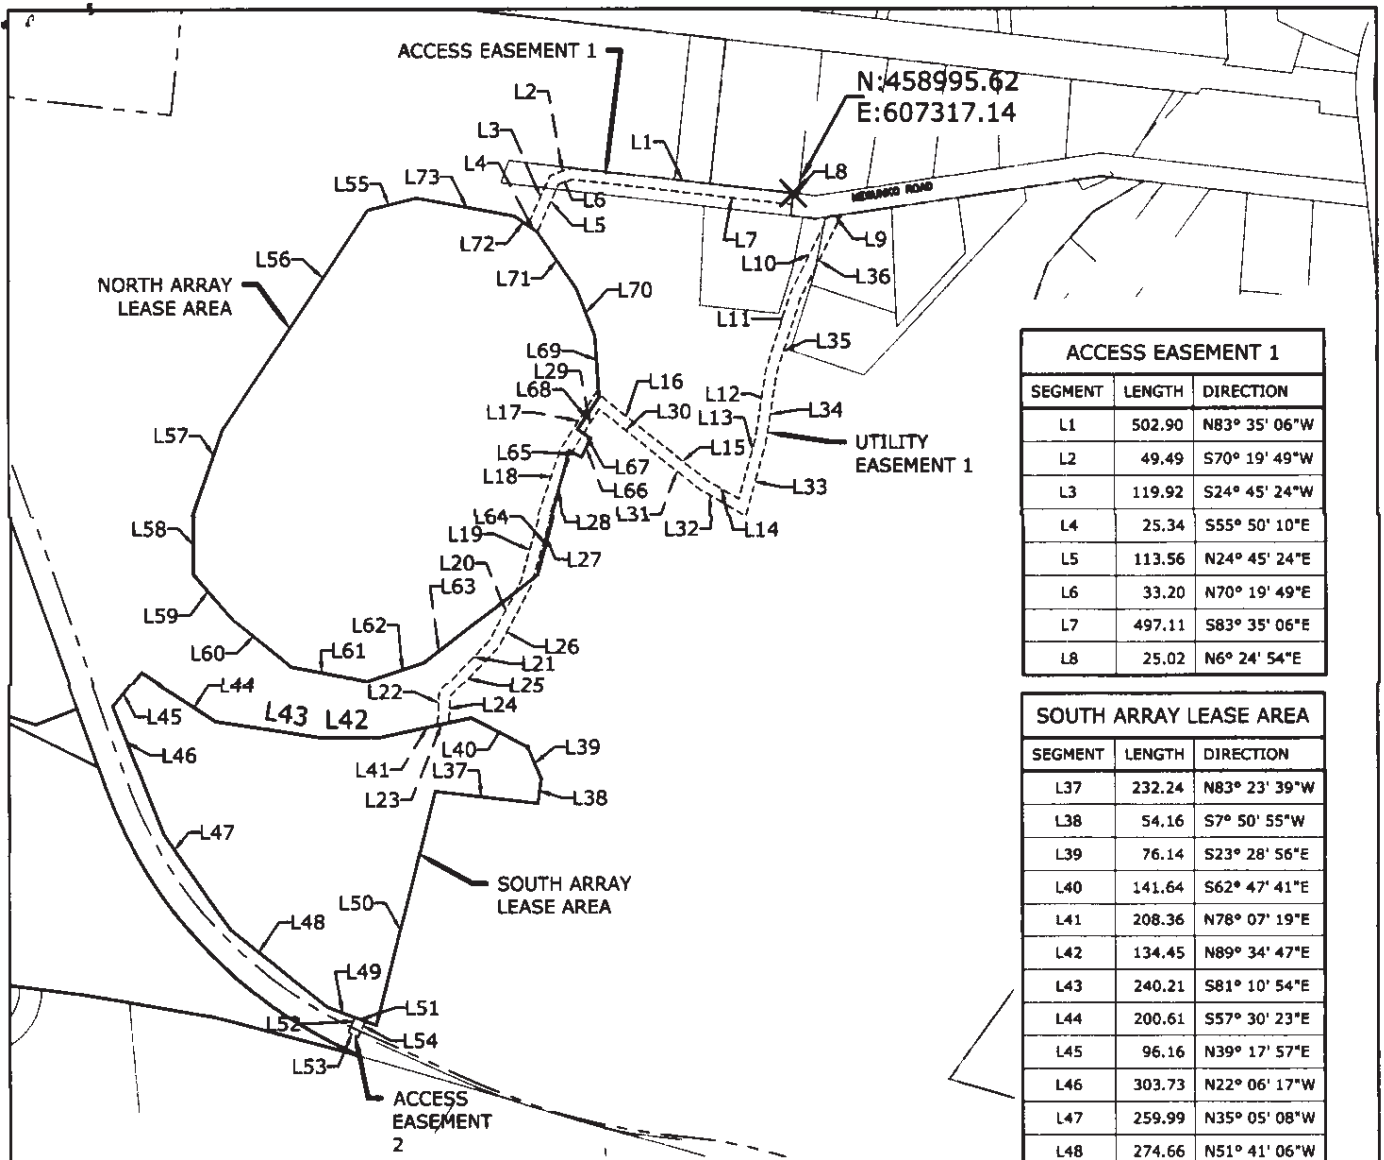 ACCESS EASEMENT 1
N:458995.62
E:607317.14
L2
L3
L1
L4
L8
L73
L55
L6
L5
L7
L9
L72
L10
L36
L71
L56
NORTH ARRAY
LEASE AREA
L70
L11
L35
L69
L29
L68
L16
L12
L17
L30
L13
L34
L57
L15
UTILITY
EASEMENT 1
L65
L67
L18
L66
L33
L31
L28
L32
L14
L58
L64
L19
L27
L20
L63
L59
L62
L60
L61
L26
L21
L44
L22
L25
L45
L43
L42
L24
L46
L40
L39
L41
L37
L23
L38
L47
SOUTH ARRAY
LEASE AREA
L50
L48
L49
L51
L52
L54
L53
ACCESS
EASEMENT
2
ACCESS EASEMENT 1
SEGMENT LENGTH DIRECTION
L1 502.90 N83° 35' 06"W
L2 49.49 S70° 19' 49"W
L3 119.92 S24° 45' 24"W
L4 25.34 S55° 50' 10"E
L5 113.56 N24° 45' 24"E
L6 33.20 N70° 19' 49"E
L7 497.11 S83° 35' 06"E
L8 25.02 N6° 24' 54"E
SOUTH ARRAY LEASE AREA
SEGMENT LENGTH DIRECTION
L37 232.24 N83° 23' 39"W
L38 54.16 S7° 50' 55"W
L39 76.14 S23° 28' 56"E
L40 141.64 S62° 47' 41"E
L41 208.36 N78° 07' 19"E
L42 134.45 N89° 34' 47"E
L43 240.21 S81° 10' 54"E
L44 200.61 S57° 30' 23"E
L45 96.16 N39° 17' 57"E
L46 303.73 N22° 06' 17"W
L47 259.99 N35° 05' 08"W
L48 274.66 N51° 41' 06"W